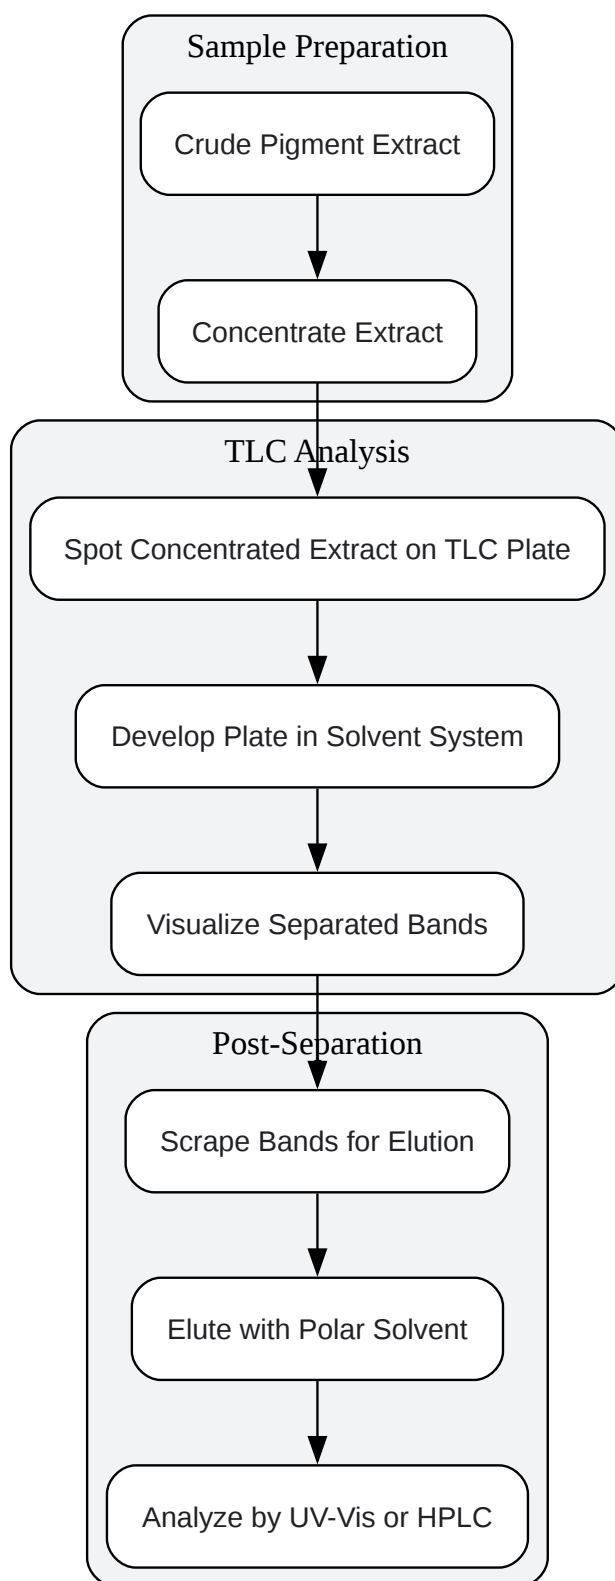 Sample Preparation
Crude Pigment Extract
Concentrate Extract
TLC Analysis
Spot Concentrated Extract on TLC Plate
Develop Plate in Solvent System
Visualize Separated Bands
Post-Separation
Scrape Bands for Elution
Elute with Polar Solvent
Analyze by UV-Vis or HPLC